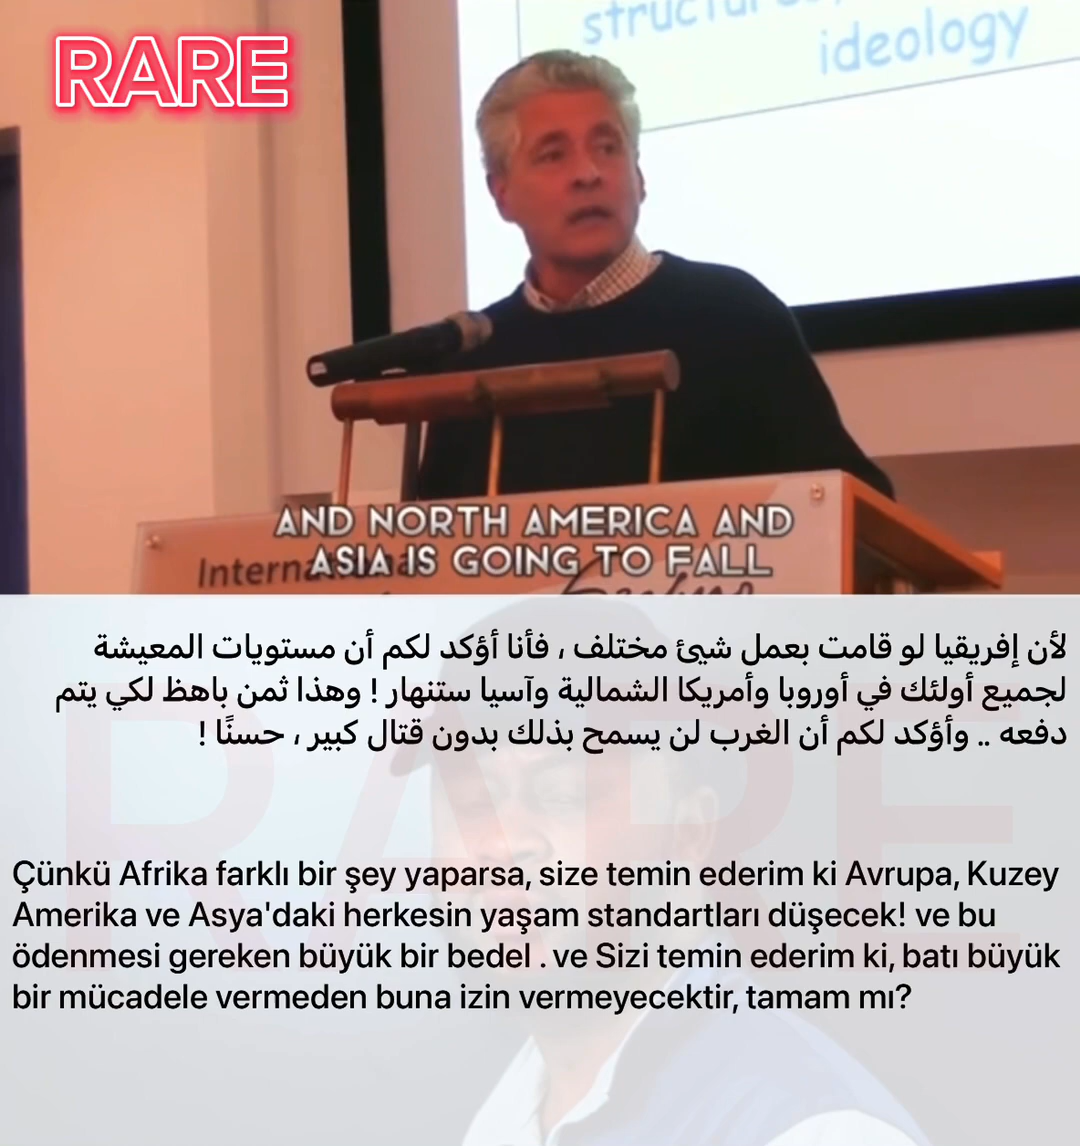 RARE
ideology
AND NORTH AMERICA AND
ASIA IS GOING TO FALL
لأن إفريقيا لو قامت بعمل شيئ مختلف ، فأنا أؤكد لكم أن مستويات المعيشة
لجميع أولئك في أوروبا وأمريكا الشمالية وآسيا ستنهار ! وهذا ثمن باهظ لكي يتم
دفعه .. وأؤكد لكم أن الغرب لن يسمح بذلك بدون قتال كبير ، حسنًا !
RARE
Çünkü Afrika farklı bir şey yaparsa, size temin ederim ki Avrupa, Kuzey
Amerika ve Asya'daki herkesin yaşam standartları düşecek! ve bu
ödenmesi gereken büyük bir bedel . ve Sizi temin ederim ki, batı büyük
bir mücadele vermeden buna izin vermeyecektir, tamam mı?